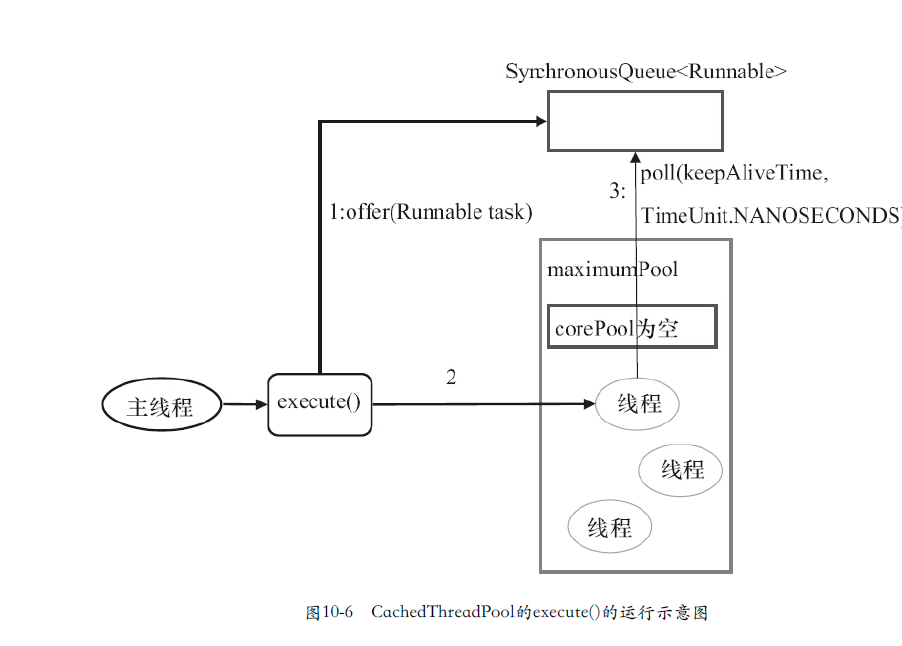 SynchronousQueue<Runnable>
poll(keepAliveTime,
3:
1:offer(Runnable task)
TimeUnit.NANOSECONDS)
maximumPool
corePool为空
2
主线程
execute()
线程
线程
线程
图10-6 CachedThreadPool的execute()的运行示意图